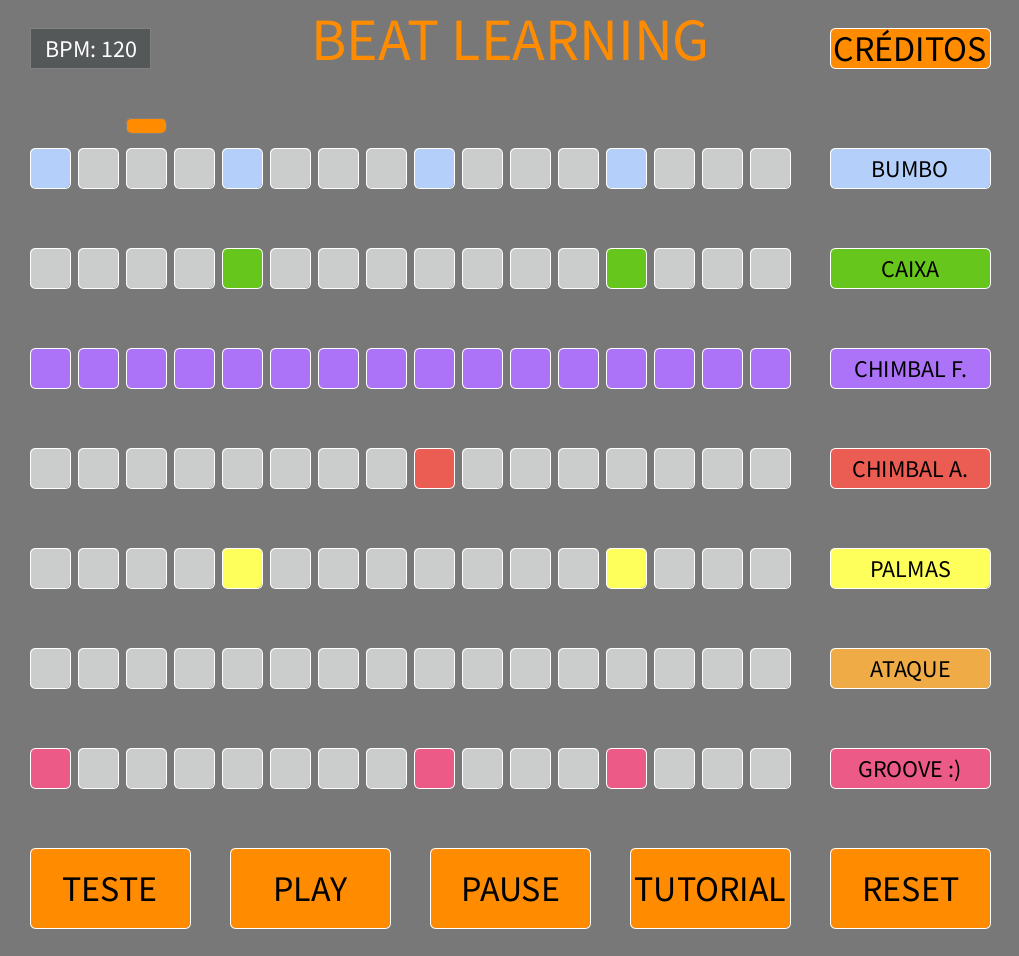 BPM: 120
BEAT LEARNING
CRÉDITOS
BUMBO
CAIXA
CHIMBAL F.
CHIMBAL A.
PALMAS
ATAQUE
GROOVE :)
TESTE
PLAY
PAUSE
TUTORIAL
RESET